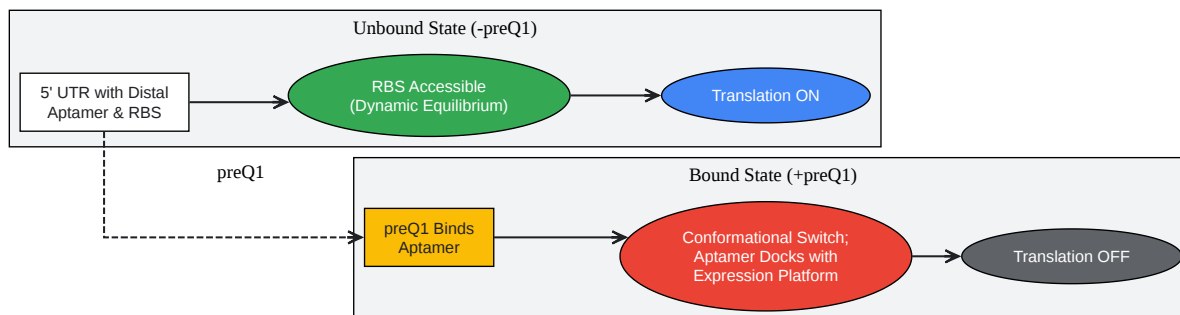 Unbound State (-preQ1)
5' UTR with Distal
Aptamer & RBS
RBS Accessible
(Dynamic Equilibrium)
Translation ON
preQ1
Bound State (+preQ1)
preQ1 Binds
Aptamer
Conformational Switch;
Aptamer Docks with
Expression Platform
Translation OFF